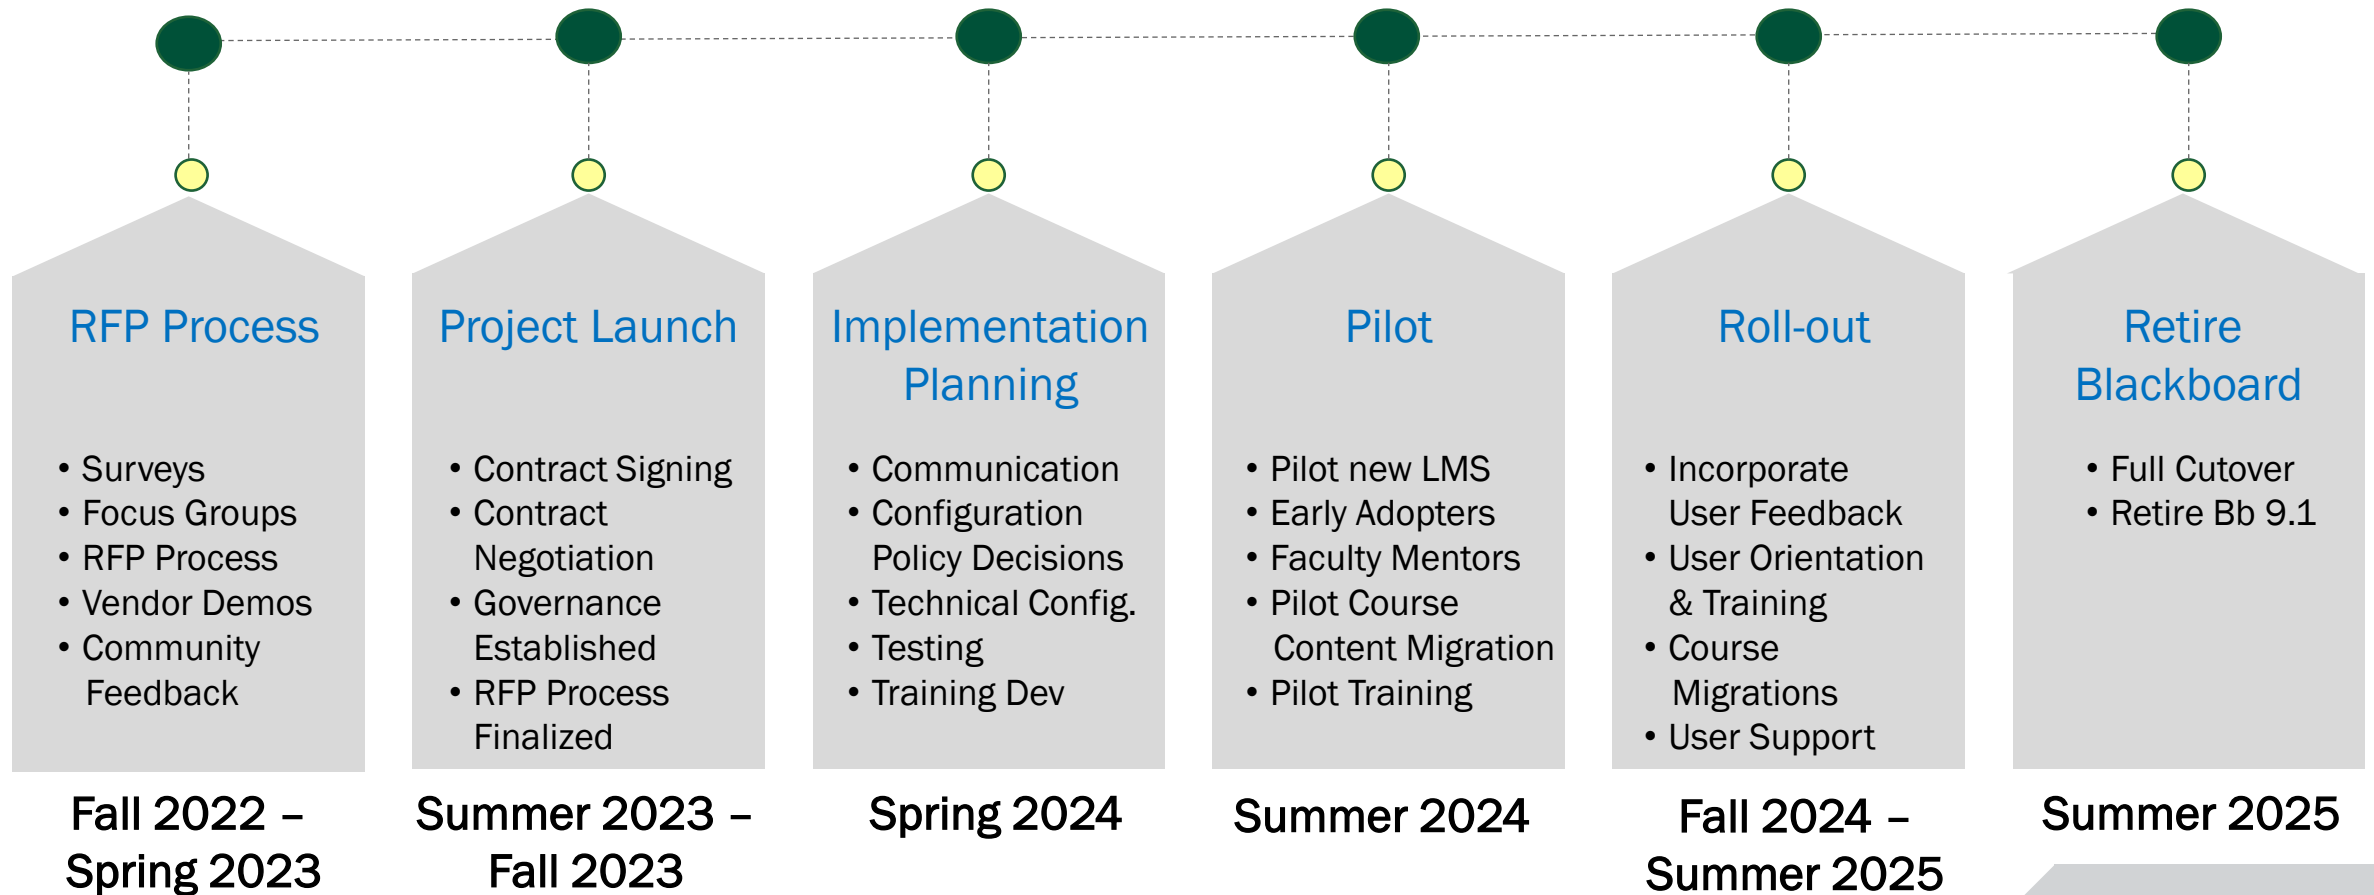 RFP Process
• Surveys
• Focus Groups
• RFP Process
• Vendor Demos
• Community
Feedback
Fall 2022 –
Spring 2023
Project Launch
• Contract Signing
• Contract
Negotiation
• Governance
Established
• RFP Process
Finalized
Summer 2023 –
Fall 2023
Implementation
Planning
• Communication
• Configuration
Policy Decisions
• Technical Config.
• Testing
• Training Dev
Spring 2024
Pilot
• Pilot new LMS
• Early Adopters
• Faculty Mentors
• Pilot Course
Content Migration
• Pilot Training
Summer 2024
Roll-out
• Incorporate
User Feedback
• User Orientation
& Training
• Course
Migrations
• User Support
Fall 2024 –
Summer 2025
Retire
Blackboard
• Full Cutover
• Retire Bb 9.1
Summer 2025